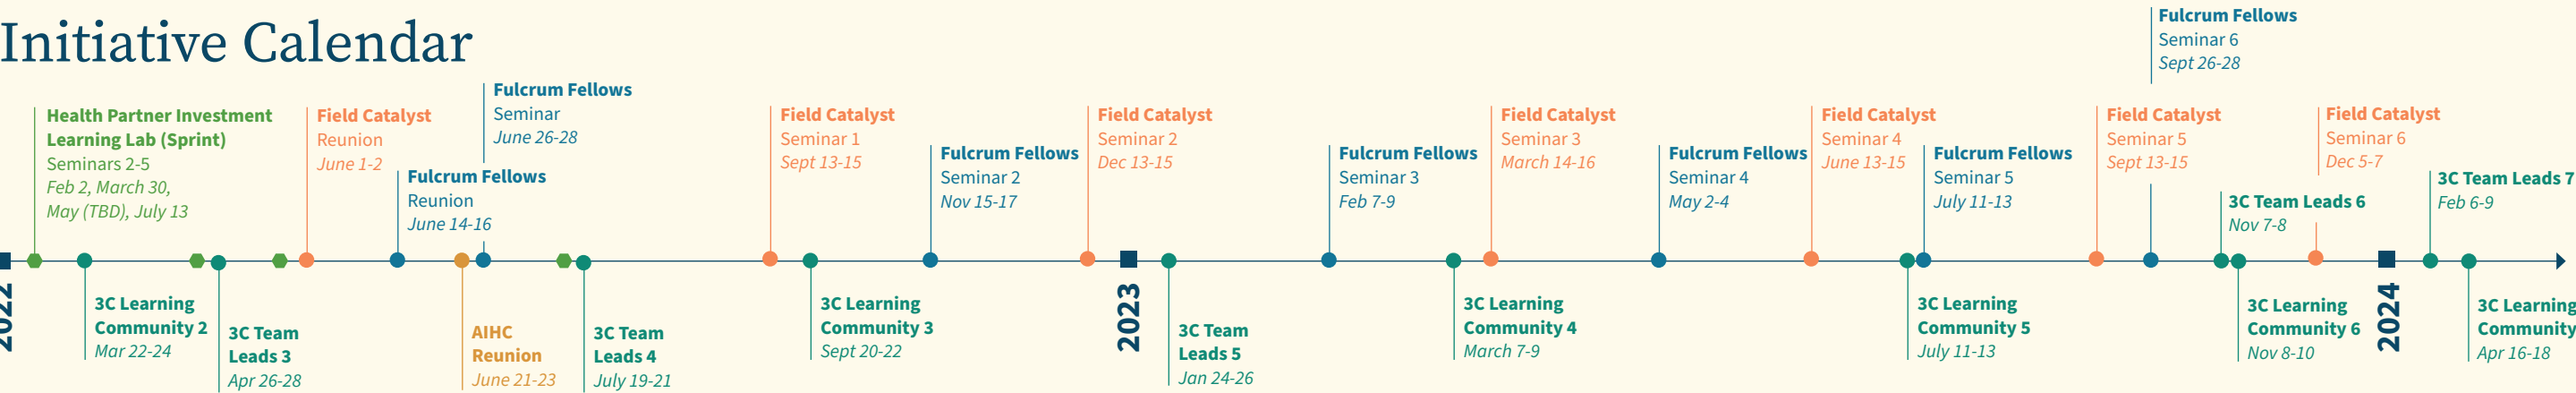 Initiative Calendar
Health Partner Investment
Learning Lab (Sprint)
Seminars 2-5
Feb 2, March 30,
May (TBD), July 13
Field Catalyst
Reunion
June 1-2
Fulcrum Fellows
Reunion
June 14-16
Fulcrum Fellows
Seminar
June 26-28
Field Catalyst
Seminar 1
Sept 13-15
Fulcrum Fellows
Seminar 2
Nov 15-17
Field Catalyst
Seminar 2
Dec 13-15
Fulcrum Fellows
Seminar 3
Feb 7-9
Field Catalyst
Seminar 3
March 14-16
Fulcrum Fellows
Seminar 4
May 2-4
Field Catalyst
Seminar 4
June 13-15
Fulcrum Fellows
Seminar 5
July 11-13
Field Catalyst
Seminar 5
Sept 13-15
Fulcrum Fellows
Seminar 6
Sept 26-28
3C Team Leads 6
Nov 7-8
Field Catalyst
Seminar 6
Dec 5-7
3C Team Leads 7
Feb 6-9
2022
3C Learning
Community 2
Mar 22-24
3C Team
Leads 3
Apr 26-28
AIHC
Reunion
June 21-23
3C Team
Leads 4
July 19-21
3C Learning
Community 3
Sept 20-22
2023
3C Team
Leads 5
Jan 24-26
3C Learning
Community 4
March 7-9
3C Learning
Community 5
July 11-13
3C Learning
Community 6
Nov 8-10
2024
3C Learning
Community
Apr 16-18